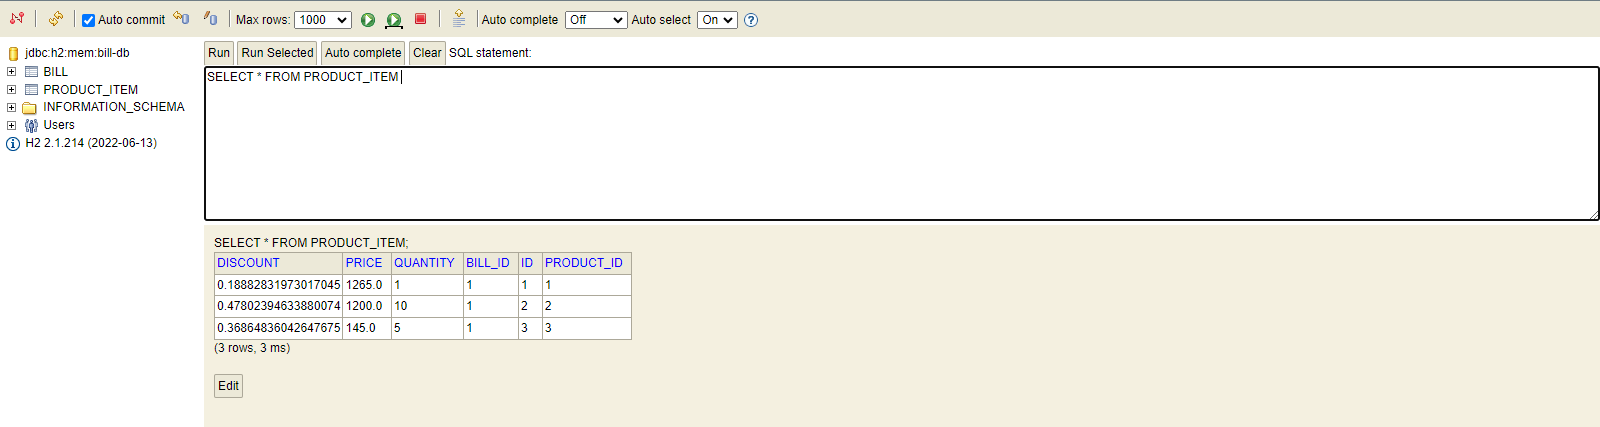 Auto commit Max rows: 1000 Auto complete Off Auto select On ?
jdbc:h2:mem:bill-db
BILL
PRODUCT_ITEM
INFORMATION_SCHEMA
Users
H2 2.1.214 (2022-06-13)
Run Run Selected Auto complete Clear SQL statement:
SELECT * FROM PRODUCT_ITEM
SELECT * FROM PRODUCT_ITEM;
DISCOUNT PRICE QUANTITY BILL_ID ID PRODUCT_ID
0.18882831973017045 1265.0 1 1 1 1
0.47802394633880074 1200.0 10 1 2 2
0.36864836042647675 145.0 5 1 3 3
(3 rows, 3 ms)
Edit